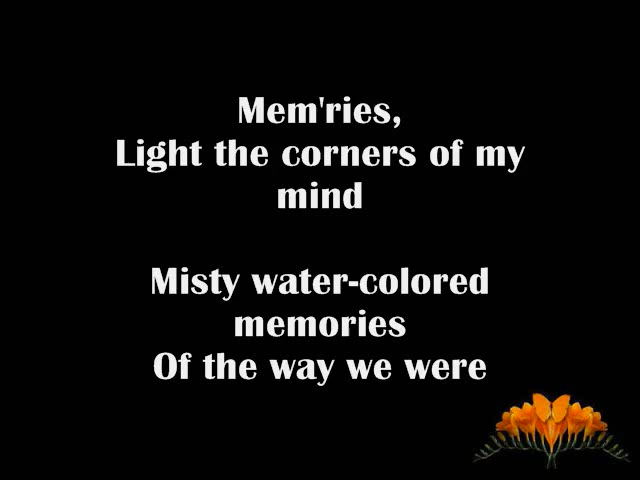 Mem'ries,
Light the corners of my
mind
Misty water-colored
memories
Of the way we were